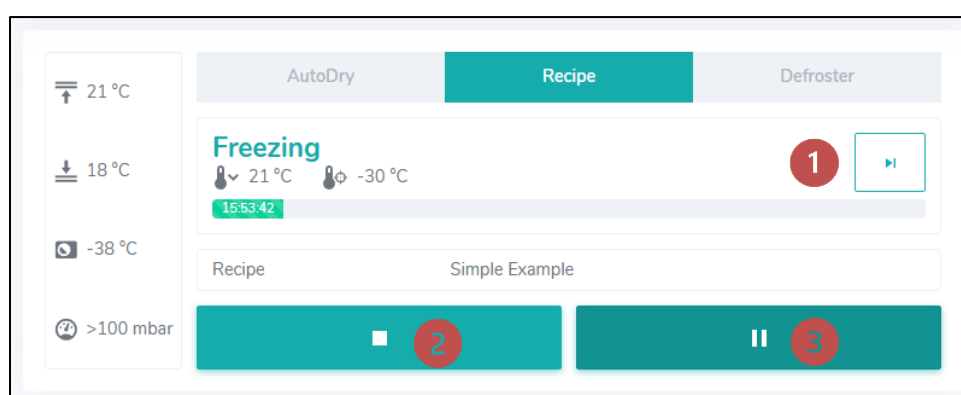 21 °C
18 °C
-38 °C
>100 mbar
AutoDry
Recipe
Defroster
Freezing
21 °C
-30 °C
1
15:53:42
Recipe
Simple Example
2
3